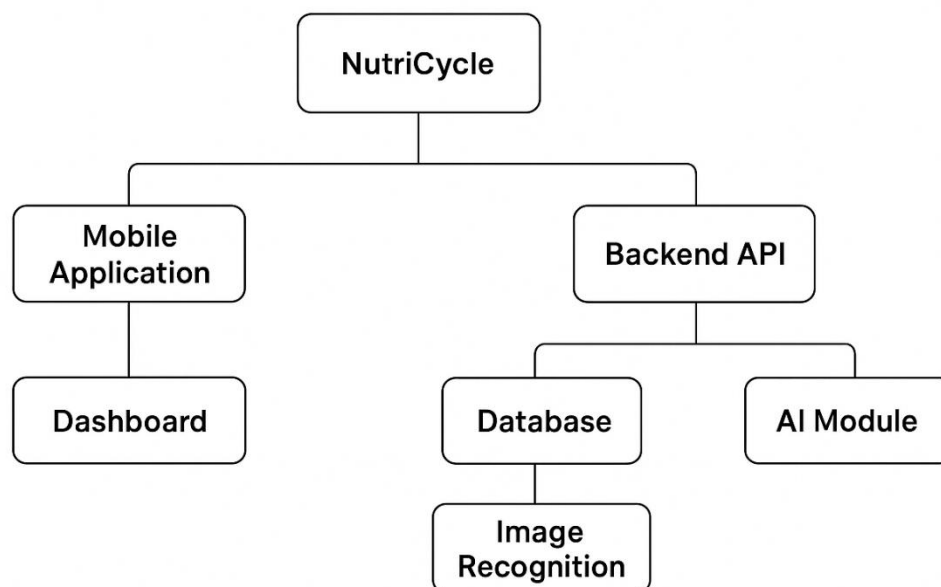 NutriCycle
Mobile
Application
Backend API
Dashboard
Database
AI Module
Image
Recognition